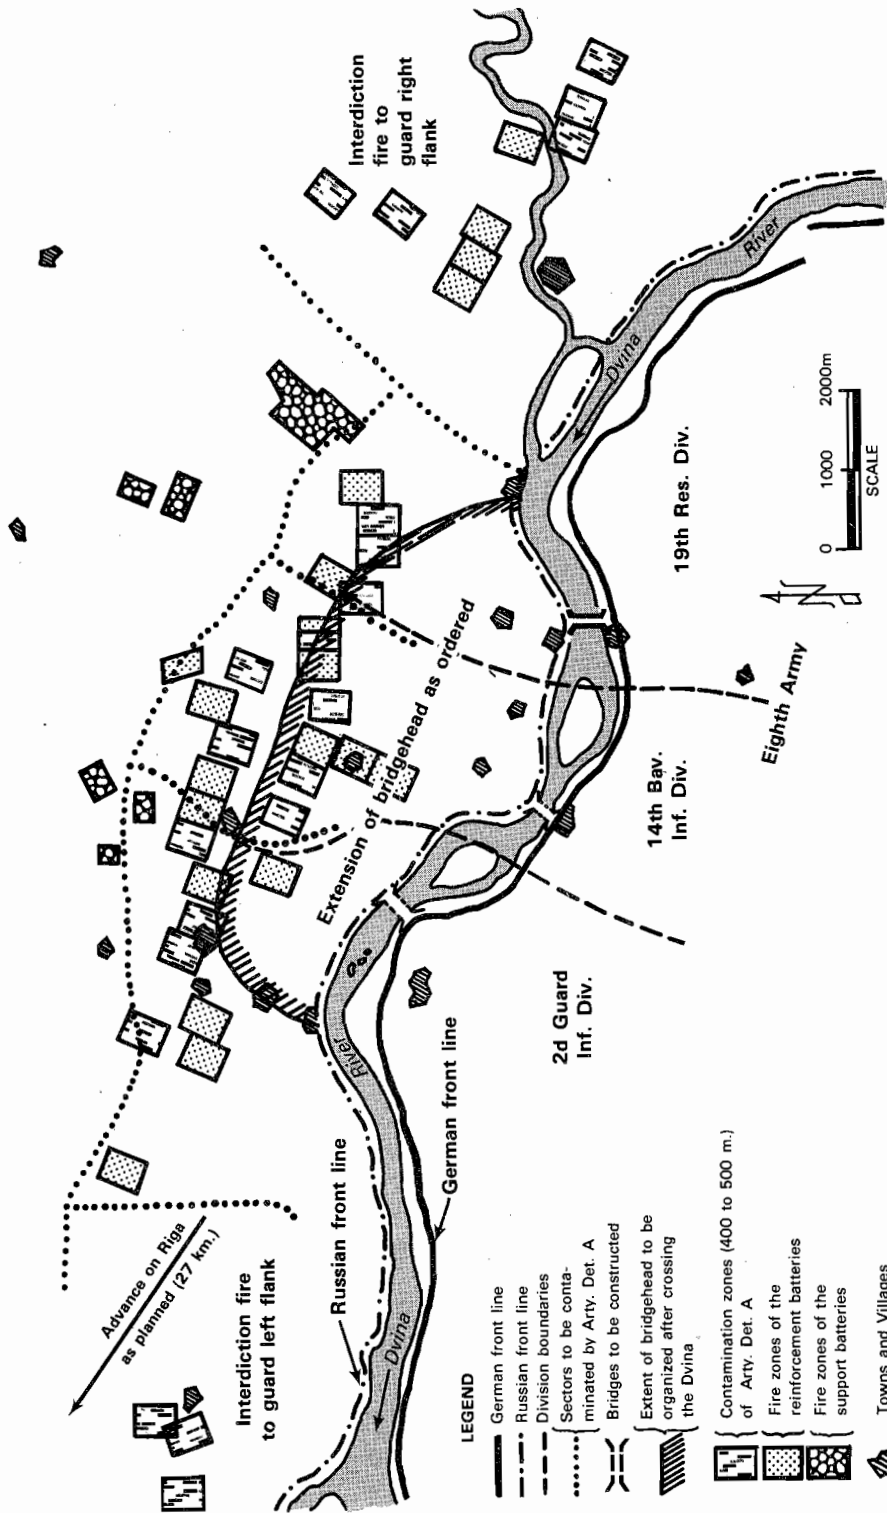 Interdiction
fire to
guard right
flank
River
Dvina
19th Res. Div.
0 1000 2000m
SCALE
N
Eighth Army
14th Bav.
Inf. Div.
Extension of bridgehead as ordered
2d Guard
Inf. Div.
River
German front line
Russian front line
Dvina
Advance on Riga
as planned (27 km.)
Interdiction fire
to guard left flank
LEGEND
German front line
Russian front line
Division boundaries
Sectors to be conta-
minated by Arty. Det. A
Bridges to be constructed
Extent of bridgehead to be
organized after crossing
the Dvina
Contamination zones (400 to 500 m.)
of Arty. Det. A
Fire zones of the
reinforcement batteries
Fire zones of the
support batteries
Towns and Villages